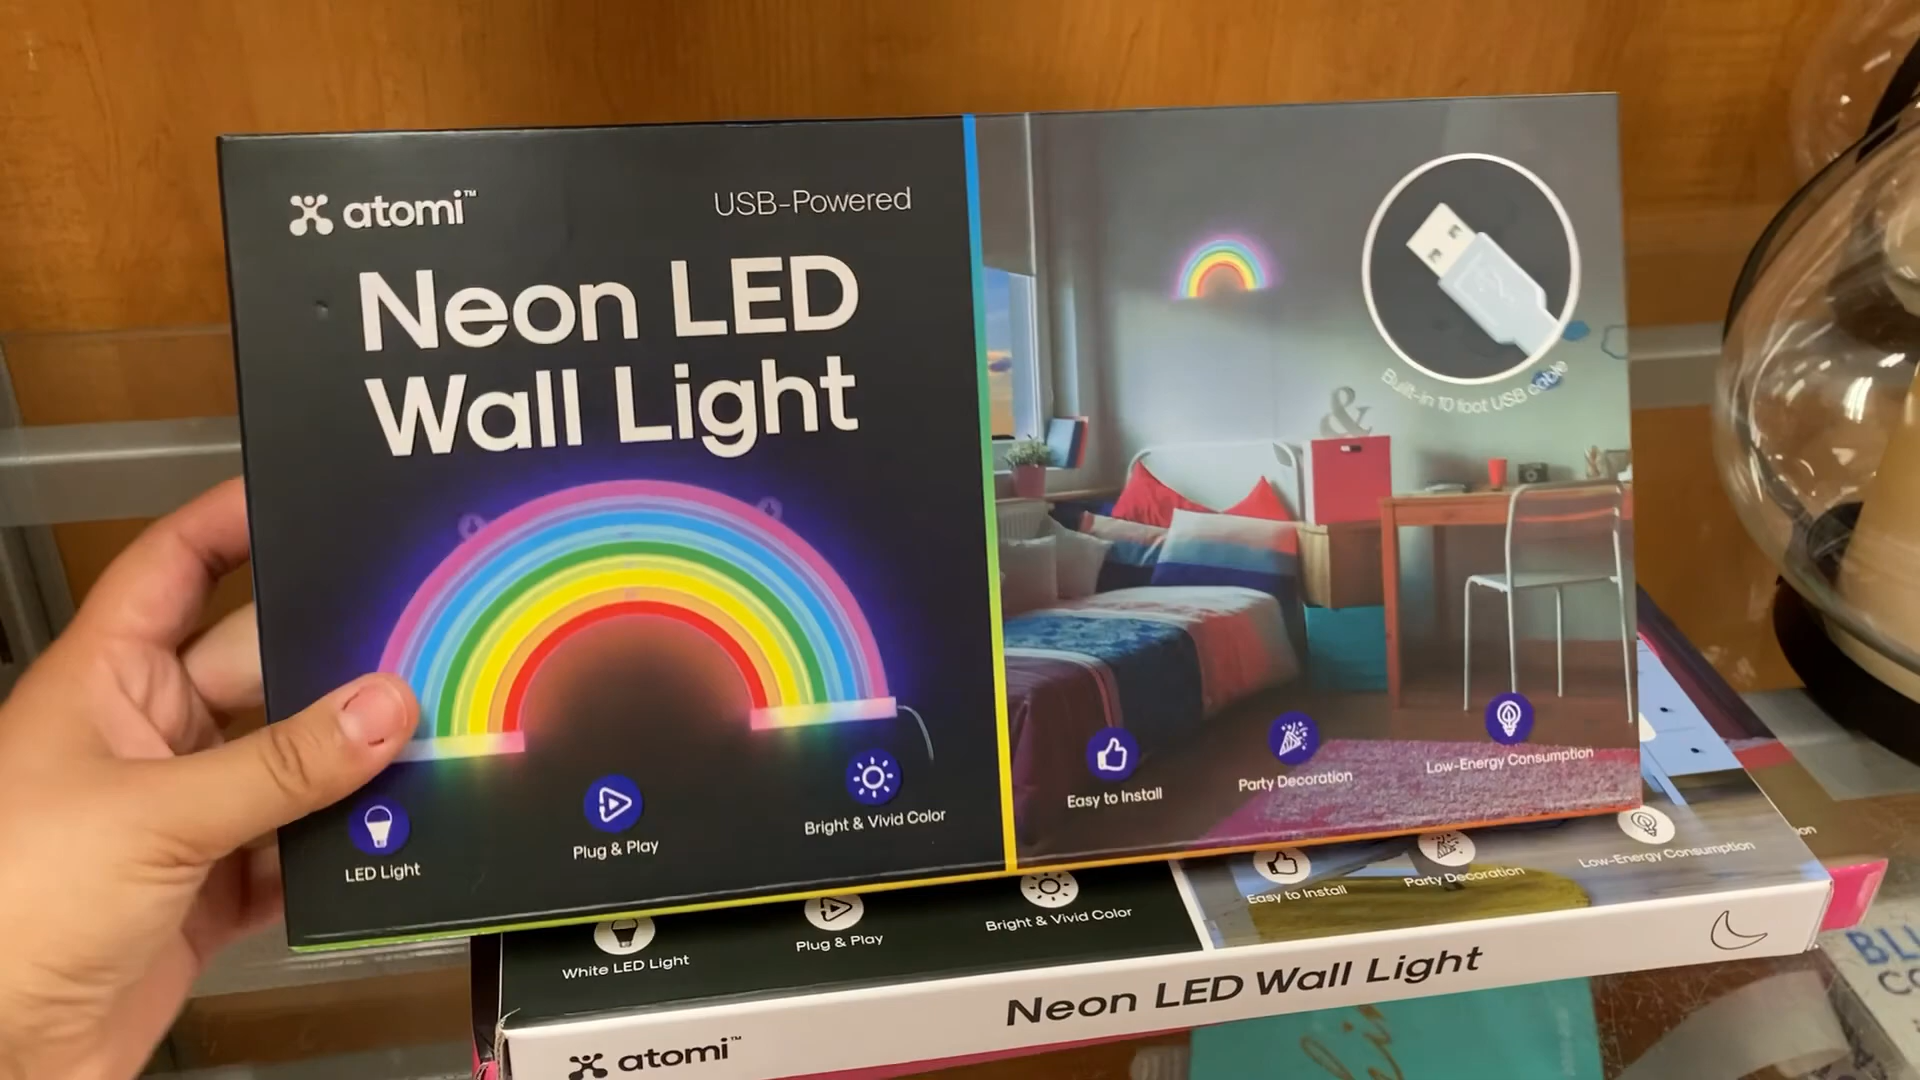 atomi™
USB-Powered
Neon LED
Wall Light
LED Light
Plug & Play
Bright & Vivid Color
Built-in 10 foot USB cable
&
Easy to Install
Party Decoration
Low-Energy Consumption
White LED Light
Plug & Play
Bright & Vivid Color
Easy to Install
Party Decoration
Low-Energy Consumption
atomi™
Neon LED Wall Light